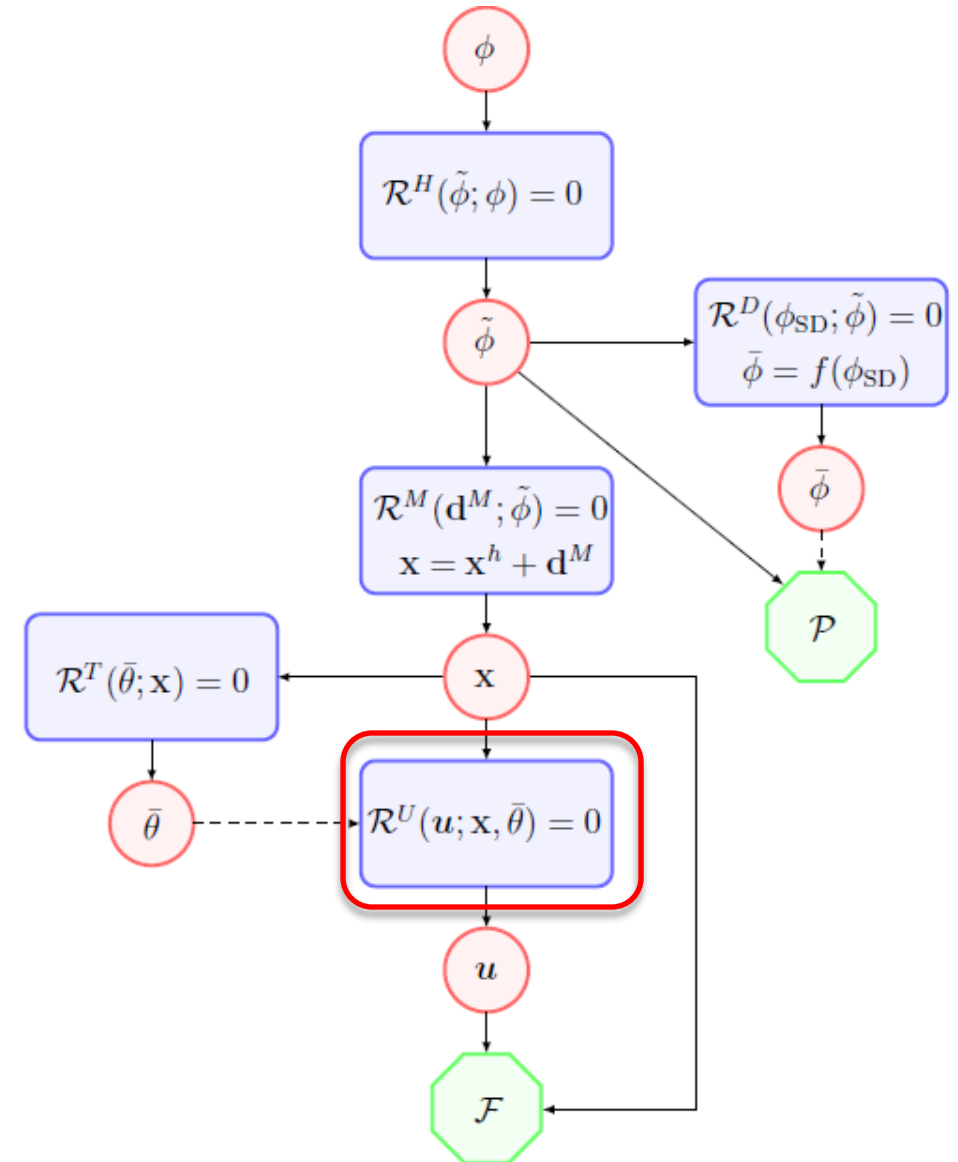 ϕ
ℛ^H(ϕ̃; ϕ) = 0
ϕ̃
ℛ^D(ϕ_SD; ϕ̃) = 0
ϕ̄ = f(ϕ_SD)
ℛ^M(𝐝^M; ϕ̃) = 0
𝐱 = 𝐱^h + 𝐝^M
ϕ̄
𝒫
ℛ^T(θ̄; 𝐱) = 0
𝐱
θ̄
ℛ^U(𝒖; 𝐱, θ̄) = 0
𝒖
ℱ